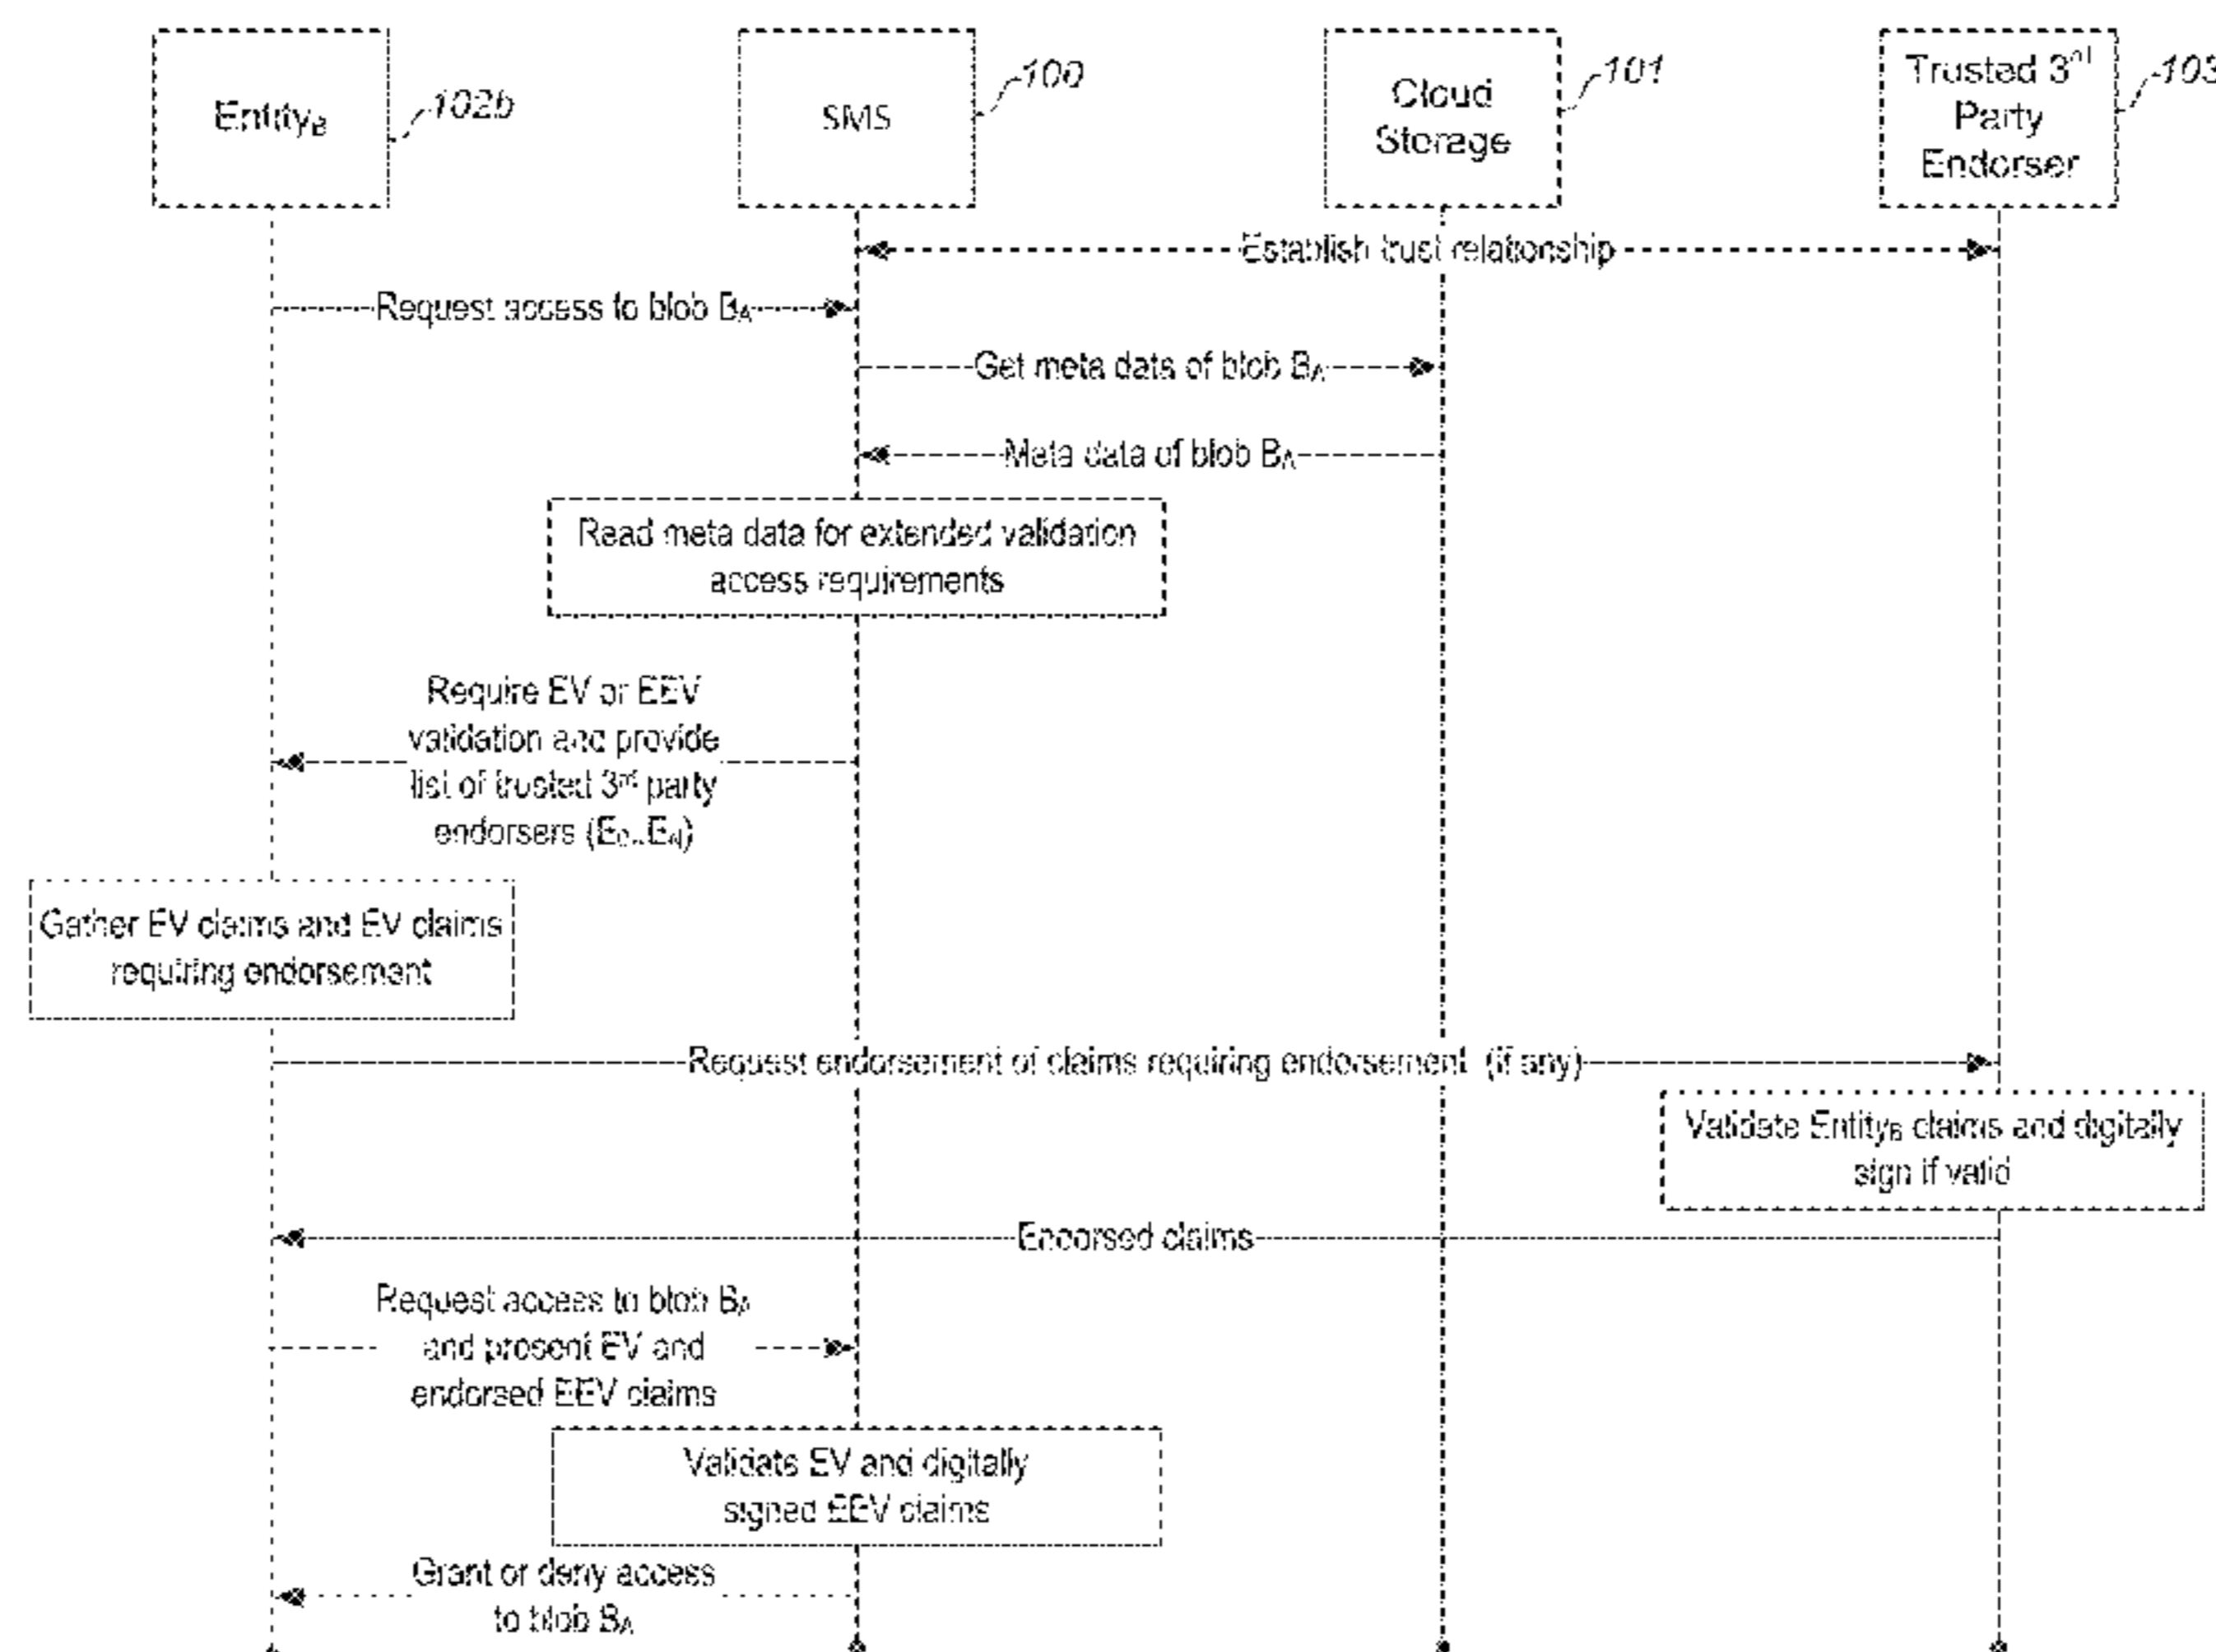 Entity_B
102b
SMS
100
Cloud
Storage
101
Trusted 3rd
Party
Endorser
103
Establish trust relationship
Request access to blob B_A
Get meta data of blob B_A
Meta data of blob B_A
Read meta data for extended validation
access requirements
Require EV or EEV
validation and provide
list of trusted 3rd party
endorsers (E_0..E_N)
Gather EV claims and EV claims
requiring endorsement
Request endorsement of claims requiring endorsement (if any)
Validate Entity_B claims and digitally
sign if valid
Endorsed claims
Request access to blob B_A
and present EV and
endorsed EEV claims
Validate EV and digitally
signed EEV claims
Grant or deny access
to blob B_A